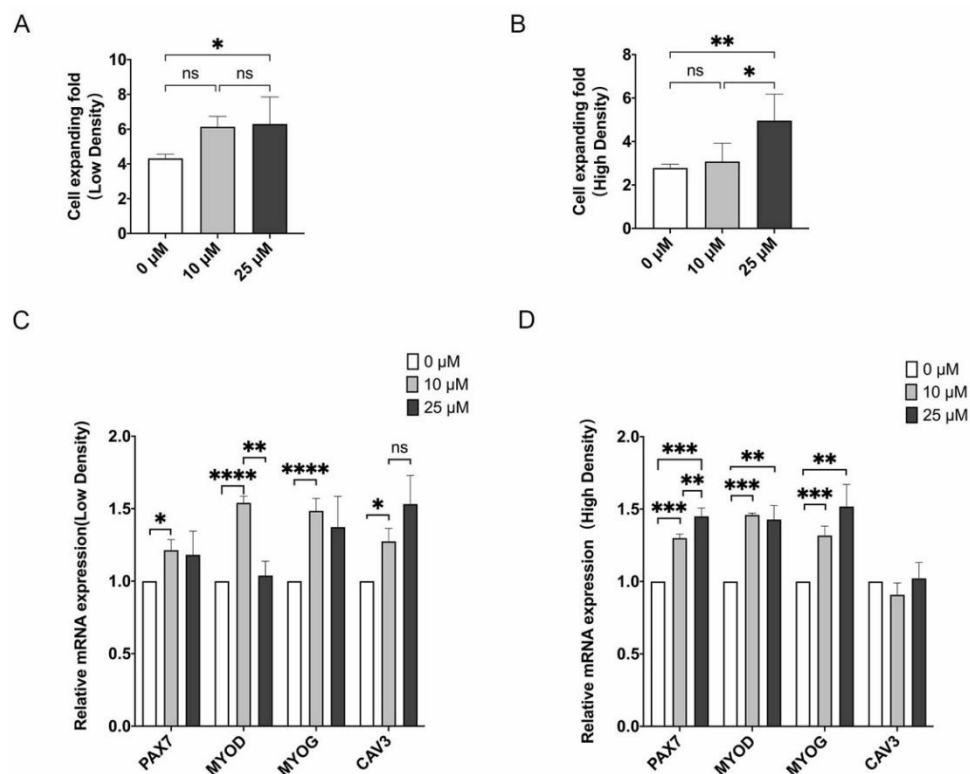 A
Cell expanding fold
(Low Density)
10
8
6
4
2
0
*
ns
ns
0 μM
10 μM
25 μM
B
Cell expanding fold
(High Density)
8
6
4
2
0
**
ns
*
0 μM
10 μM
25 μM
C
0 μM
10 μM
25 μM
Relative mRNA expression(Low Density)
2.0
1.5
1.0
0.5
0.0
*
****
**
****
*
ns
PAX7
MYOD
MYOG
CAV3
D
0 μM
10 μM
25 μM
Relative mRNA expression (High Density)
2.0
1.5
1.0
0.5
0.0
***
***
**
**
***
**
***
PAX7
MYOD
MYOG
CAV3